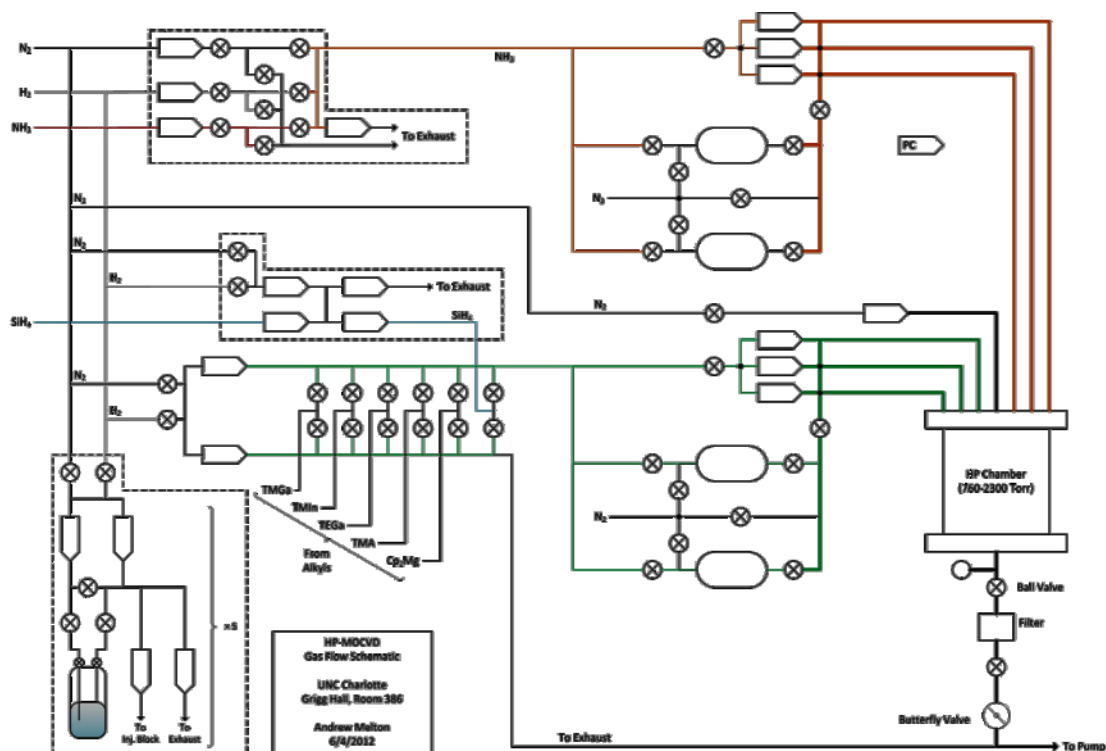 N₂
NH₃
H₂
NH₃
To Exhaust
PC
N₂
N₃
N₂
H₂
To Exhaust
N₂
SiH₄
SiH₄
N₂
H₂
HP Chamber
(760-2300 Torr)
TMGa
TMIn
TEGa
TMA
Cp₂Mg
From
Alkyls
N₂
Ball Valve
Filter
×5
HP-MOCVD
Gas Flow Schematic
UNC Charlotte
Grigg Hall, Room 386
Andrew Melton
6/4/2012
To
Inj. Block
To
Exhaust
Butterfly Valve
To Exhaust
To Pump